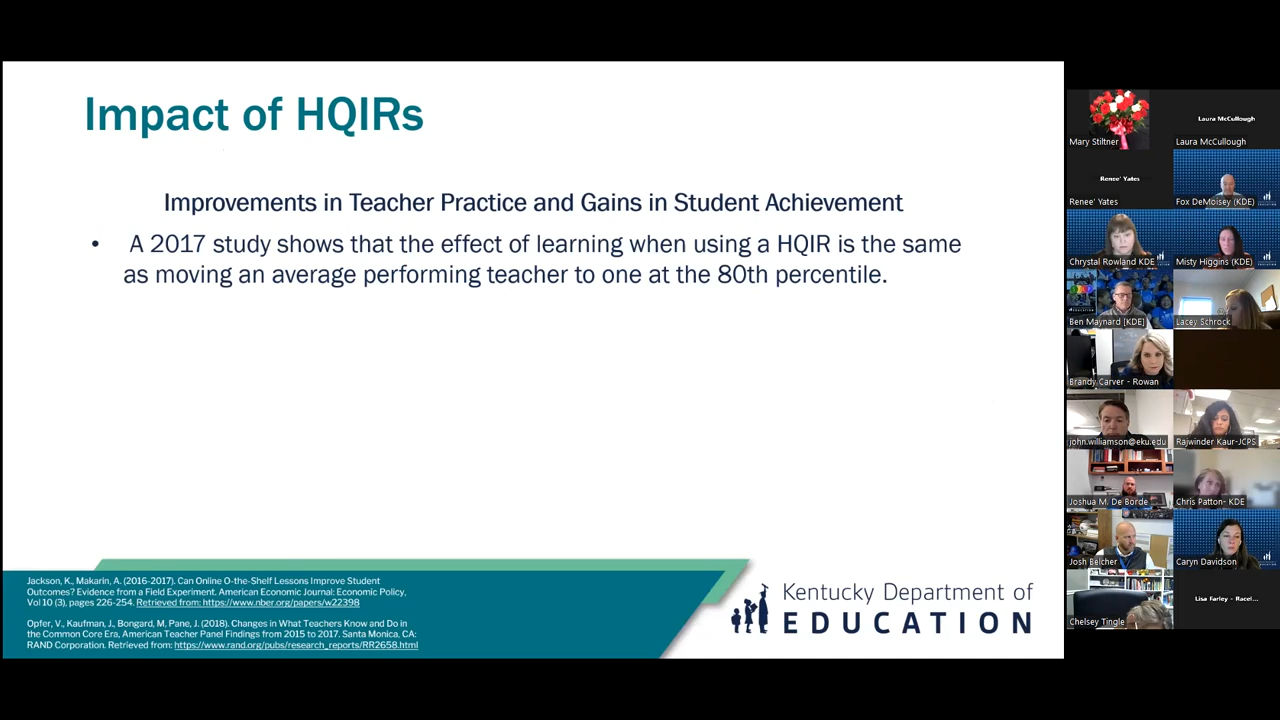 Impact of HQIRs
Improvements in Teacher Practice and Gains in Student Achievement
• A 2017 study shows that the effect of learning when using a HQIR is the same
as moving an average performing teacher to one at the 80th percentile.
Jackson, K., Makarin, A. (2016-2017). Can Online O-the-Shelf Lessons Improve Student
Outcomes? Evidence from a Field Experiment. American Economic Journal: Economic Policy,
Vol 10 (3), pages 226-254. Retrieved from: https://www.nber.org/papers/w22398
Opfer, V., Kaufman, J., Bongard, M, Pane, J. (2018). Changes in What Teachers Know and Do in
the Common Core Era, American Teacher Panel Findings from 2015 to 2017. Santa Monica, CA:
RAND Corporation. Retrieved from: https://www.rand.org/pubs/research_reports/RR2658.html
Kentucky Department of
EDUCATION
Mary Stiltner
Laura McCullough
Laura McCullough
Renee' Yates
Renee' Yates
Fox DeMoisey (KDE)
Chrystal Rowland KDE
Misty Higgins (KDE)
Ben Maynard (KDE)
Lacey Schrock
Brandy Carver - Rowan
john.williamson@eku.edu
Rajwinder Kaur-JCPS
Joshua M. De Borde
Chris Patton- KDE
Josh Belcher
Caryn Davidson
Chelsey Tingle
Lisa Farley - Racel...